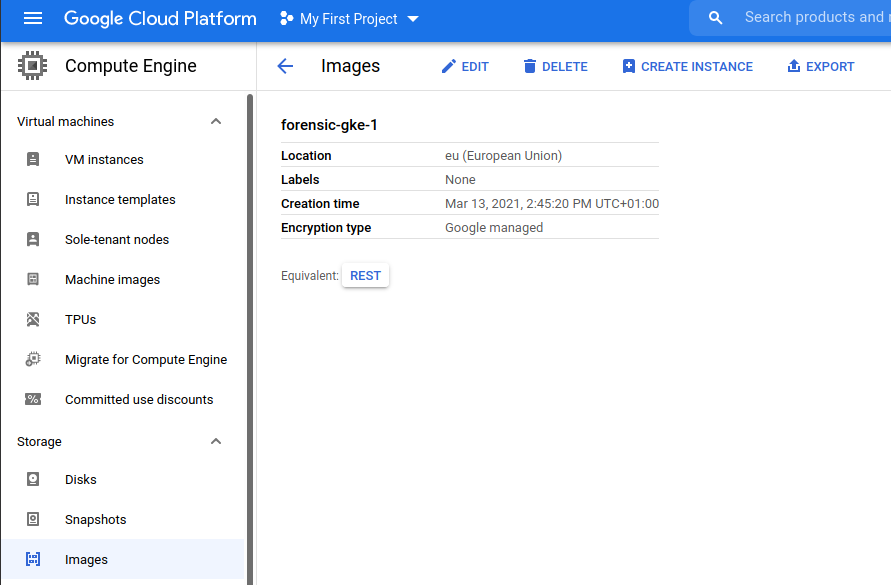 Google Cloud Platform My First Project Search products and
Compute Engine Images EDIT DELETE CREATE INSTANCE EXPORT
Virtual machines
VM instances
Instance templates
Sole-tenant nodes
Machine images
TPUs
Migrate for Compute Engine
Committed use discounts
Storage
Disks
Snapshots
Images
forensic-gke-1
Location eu (European Union)
Labels None
Creation time Mar 13, 2021, 2:45:20 PM UTC+01:00
Encryption type Google managed
Equivalent: REST